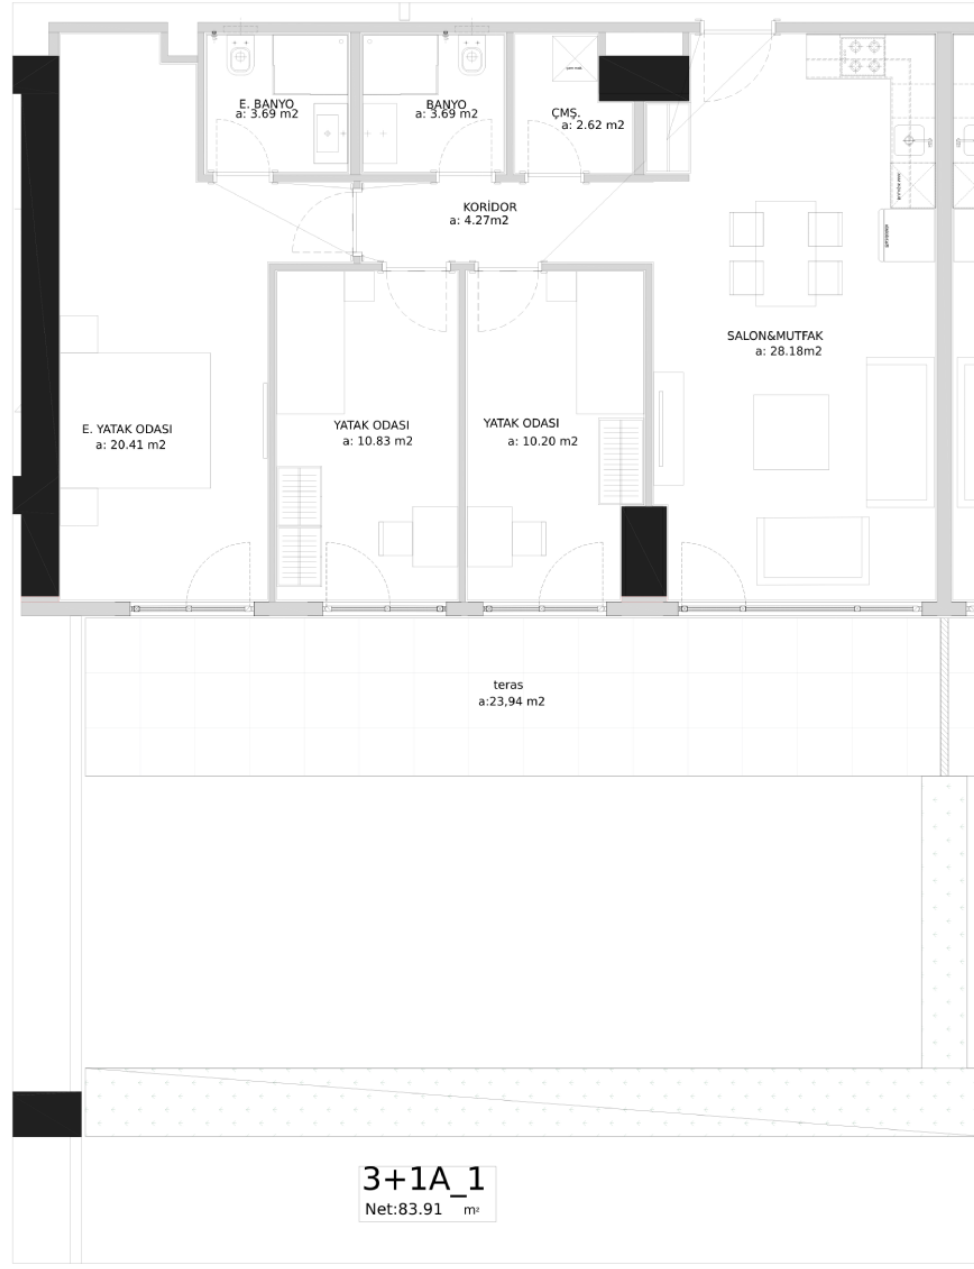 E. BANYO
a: 3.69 m2
BANYO
a: 3.69 m2
ÇMŞ.
a: 2.62 m2
KORİDOR
a: 4.27m2
SALON&MUTFAK
a: 28.18m2
E. YATAK ODASI
a: 20.41 m2
YATAK ODASI
a: 10.83 m2
YATAK ODASI
a: 10.20 m2
teras
a:23,94 m2
3+1A_1
Net:83.91 m²